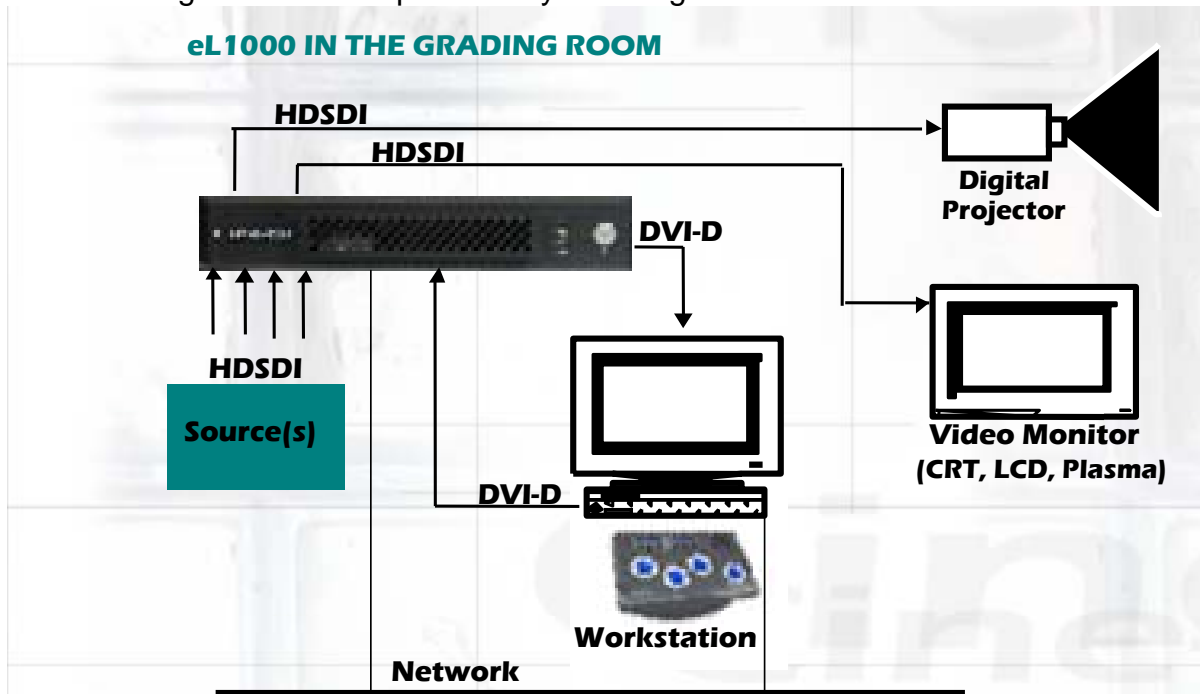 eL1000 IN THE GRADING ROOM
HDSDI
HDSDI
Digital
Projector
DVI-D
HDSDI
Source(s)
Video Monitor
(CRT, LCD, Plasma)
DVI-D
Workstation
Network